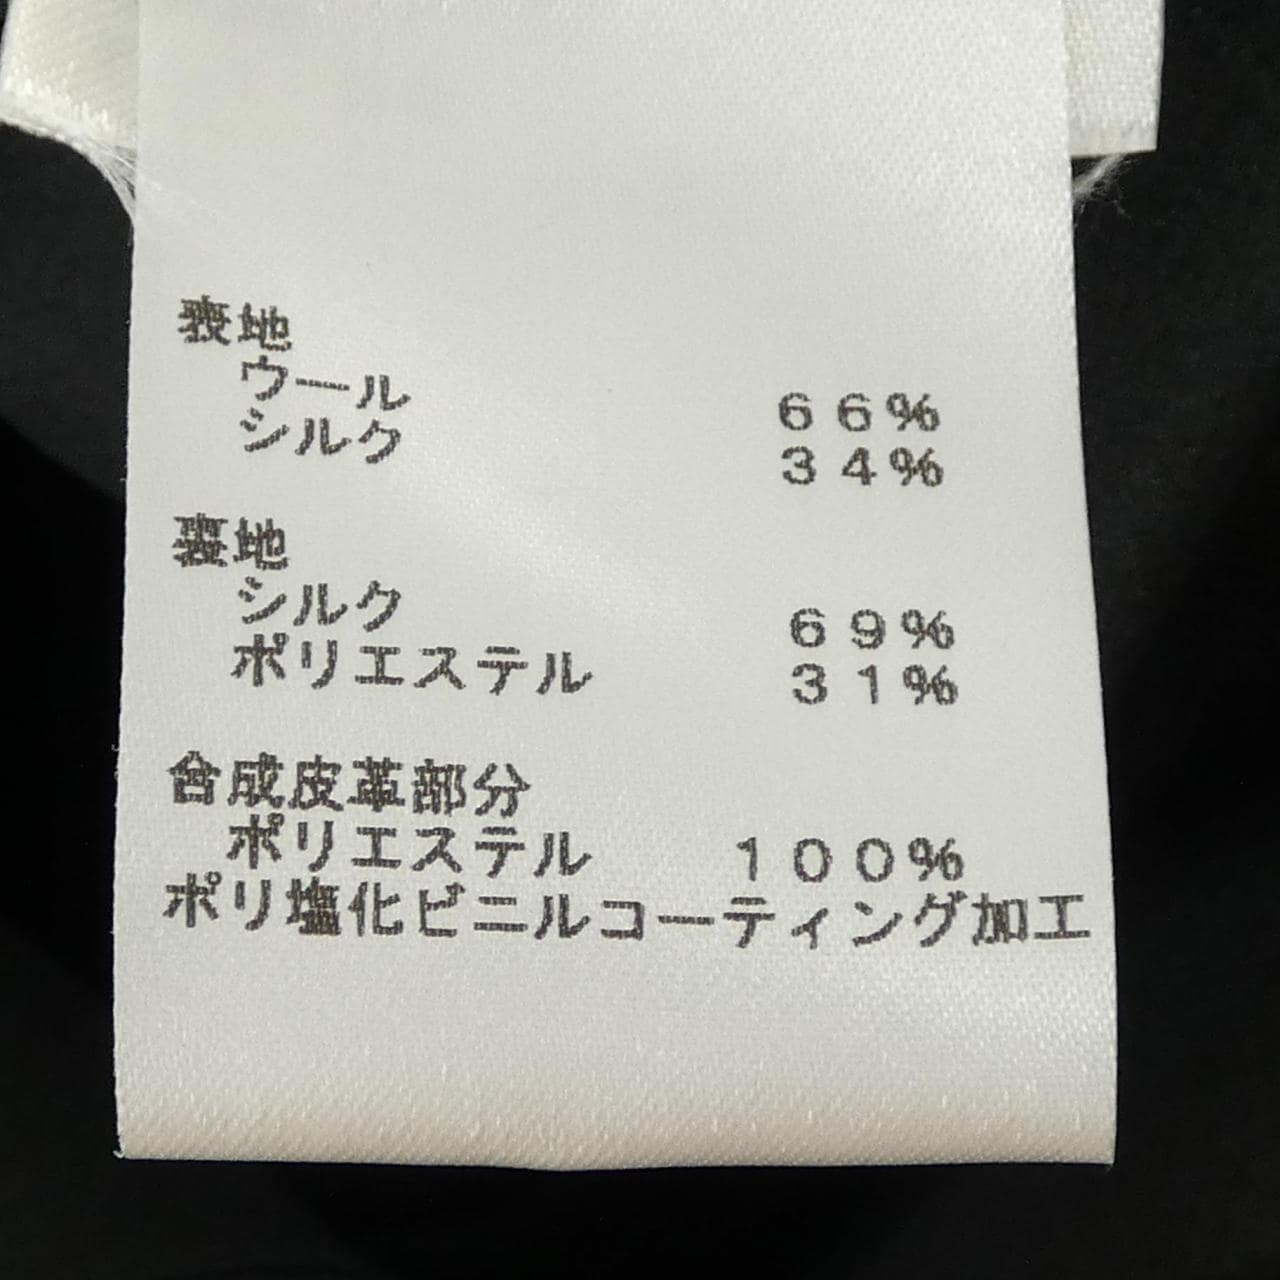 表地
ウール 66%
シルク 34%
裏地
シルク 69%
ポリエステル 31%
合成皮革部分
ポリエステル 100%
ポリ塩化ビニルコーティング加工